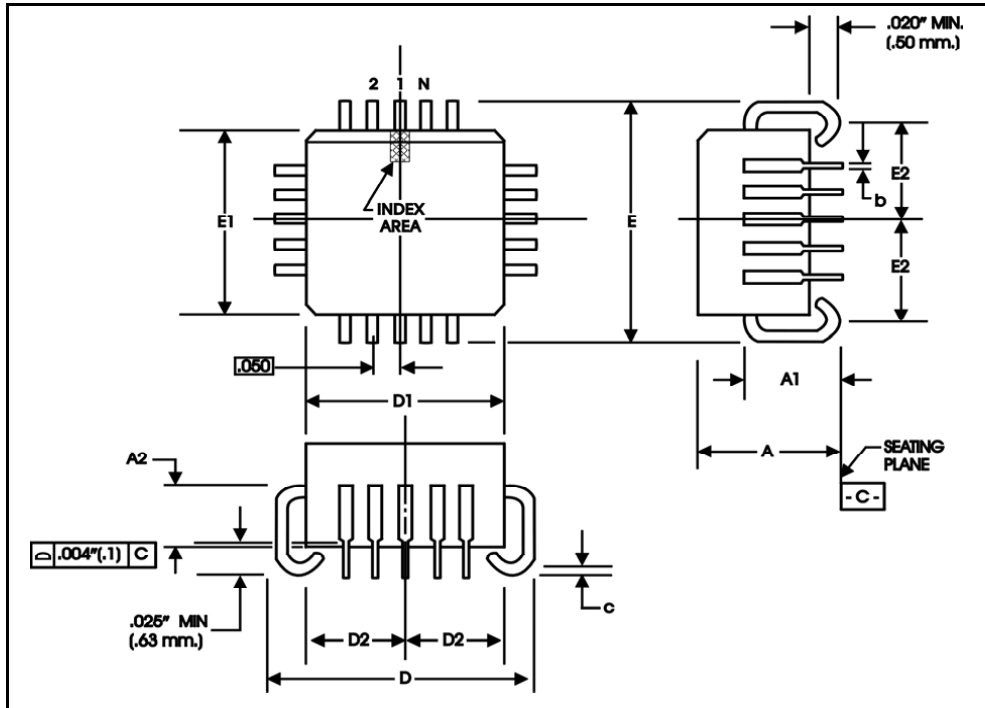 .020" MIN.
(.50 mm.)
2 1 N
E1
INDEX
AREA
E
E2
b
E2
.050
D1
A1
A
SEATING
PLANE
-C-
A2
⌓ .004"(.1) C
.025" MIN
(.63 mm.)
c
D2 D2
D